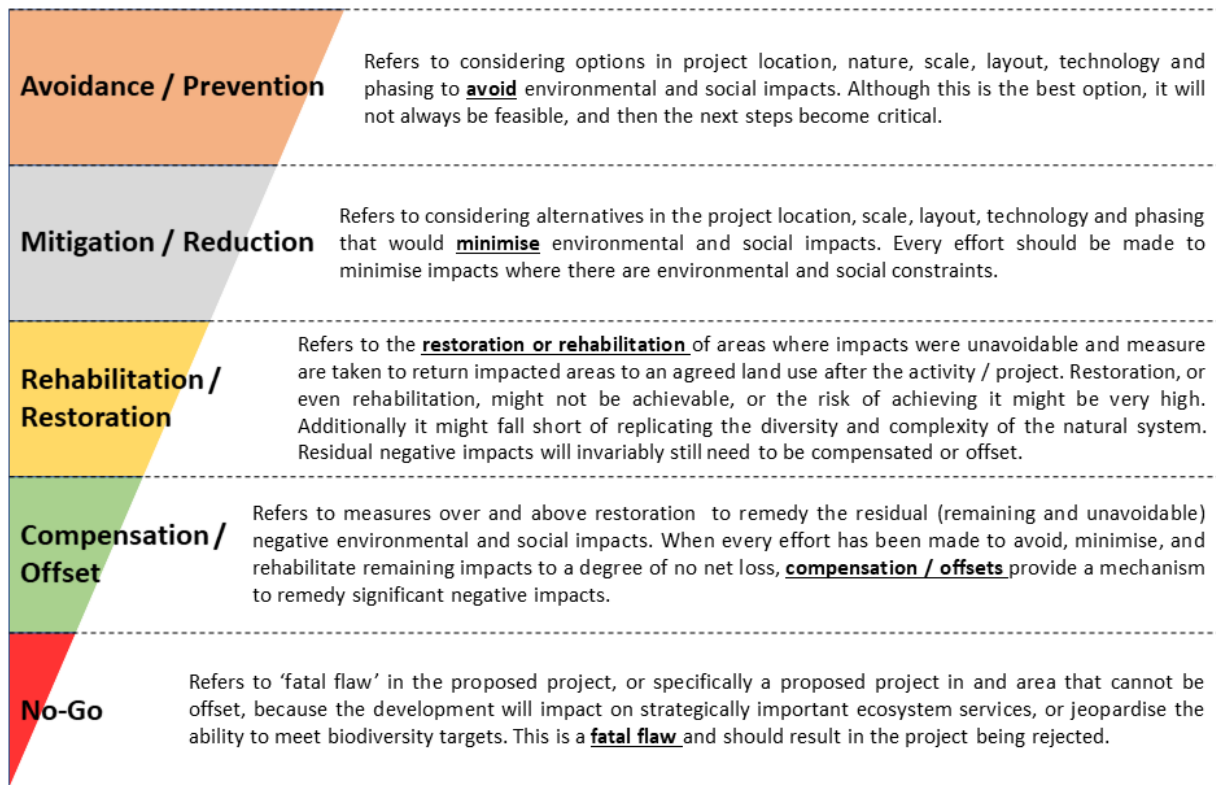 Avoidance / Prevention
Refers to considering options in project location, nature, scale, layout, technology and
phasing to avoid environmental and social impacts. Although this is the best option, it will
not always be feasible, and then the next steps become critical.
Mitigation / Reduction
Refers to considering alternatives in the project location, scale, layout, technology and phasing
that would minimise environmental and social impacts. Every effort should be made to
minimise impacts where there are environmental and social constraints.
Rehabilitation /
Restoration
Refers to the restoration or rehabilitation of areas where impacts were unavoidable and measure
are taken to return impacted areas to an agreed land use after the activity / project. Restoration, or
even rehabilitation, might not be achievable, or the risk of achieving it might be very high.
Additionally it might fall short of replicating the diversity and complexity of the natural system.
Residual negative impacts will invariably still need to be compensated or offset.
Compensation /
Offset
Refers to measures over and above restoration to remedy the residual (remaining and unavoidable)
negative environmental and social impacts. When every effort has been made to avoid, minimise, and
rehabilitate remaining impacts to a degree of no net loss, compensation / offsets provide a mechanism
to remedy significant negative impacts.
No-Go
Refers to ‘fatal flaw’ in the proposed project, or specifically a proposed project in and area that cannot be
offset, because the development will impact on strategically important ecosystem services, or jeopardise the
ability to meet biodiversity targets. This is a fatal flaw and should result in the project being rejected.